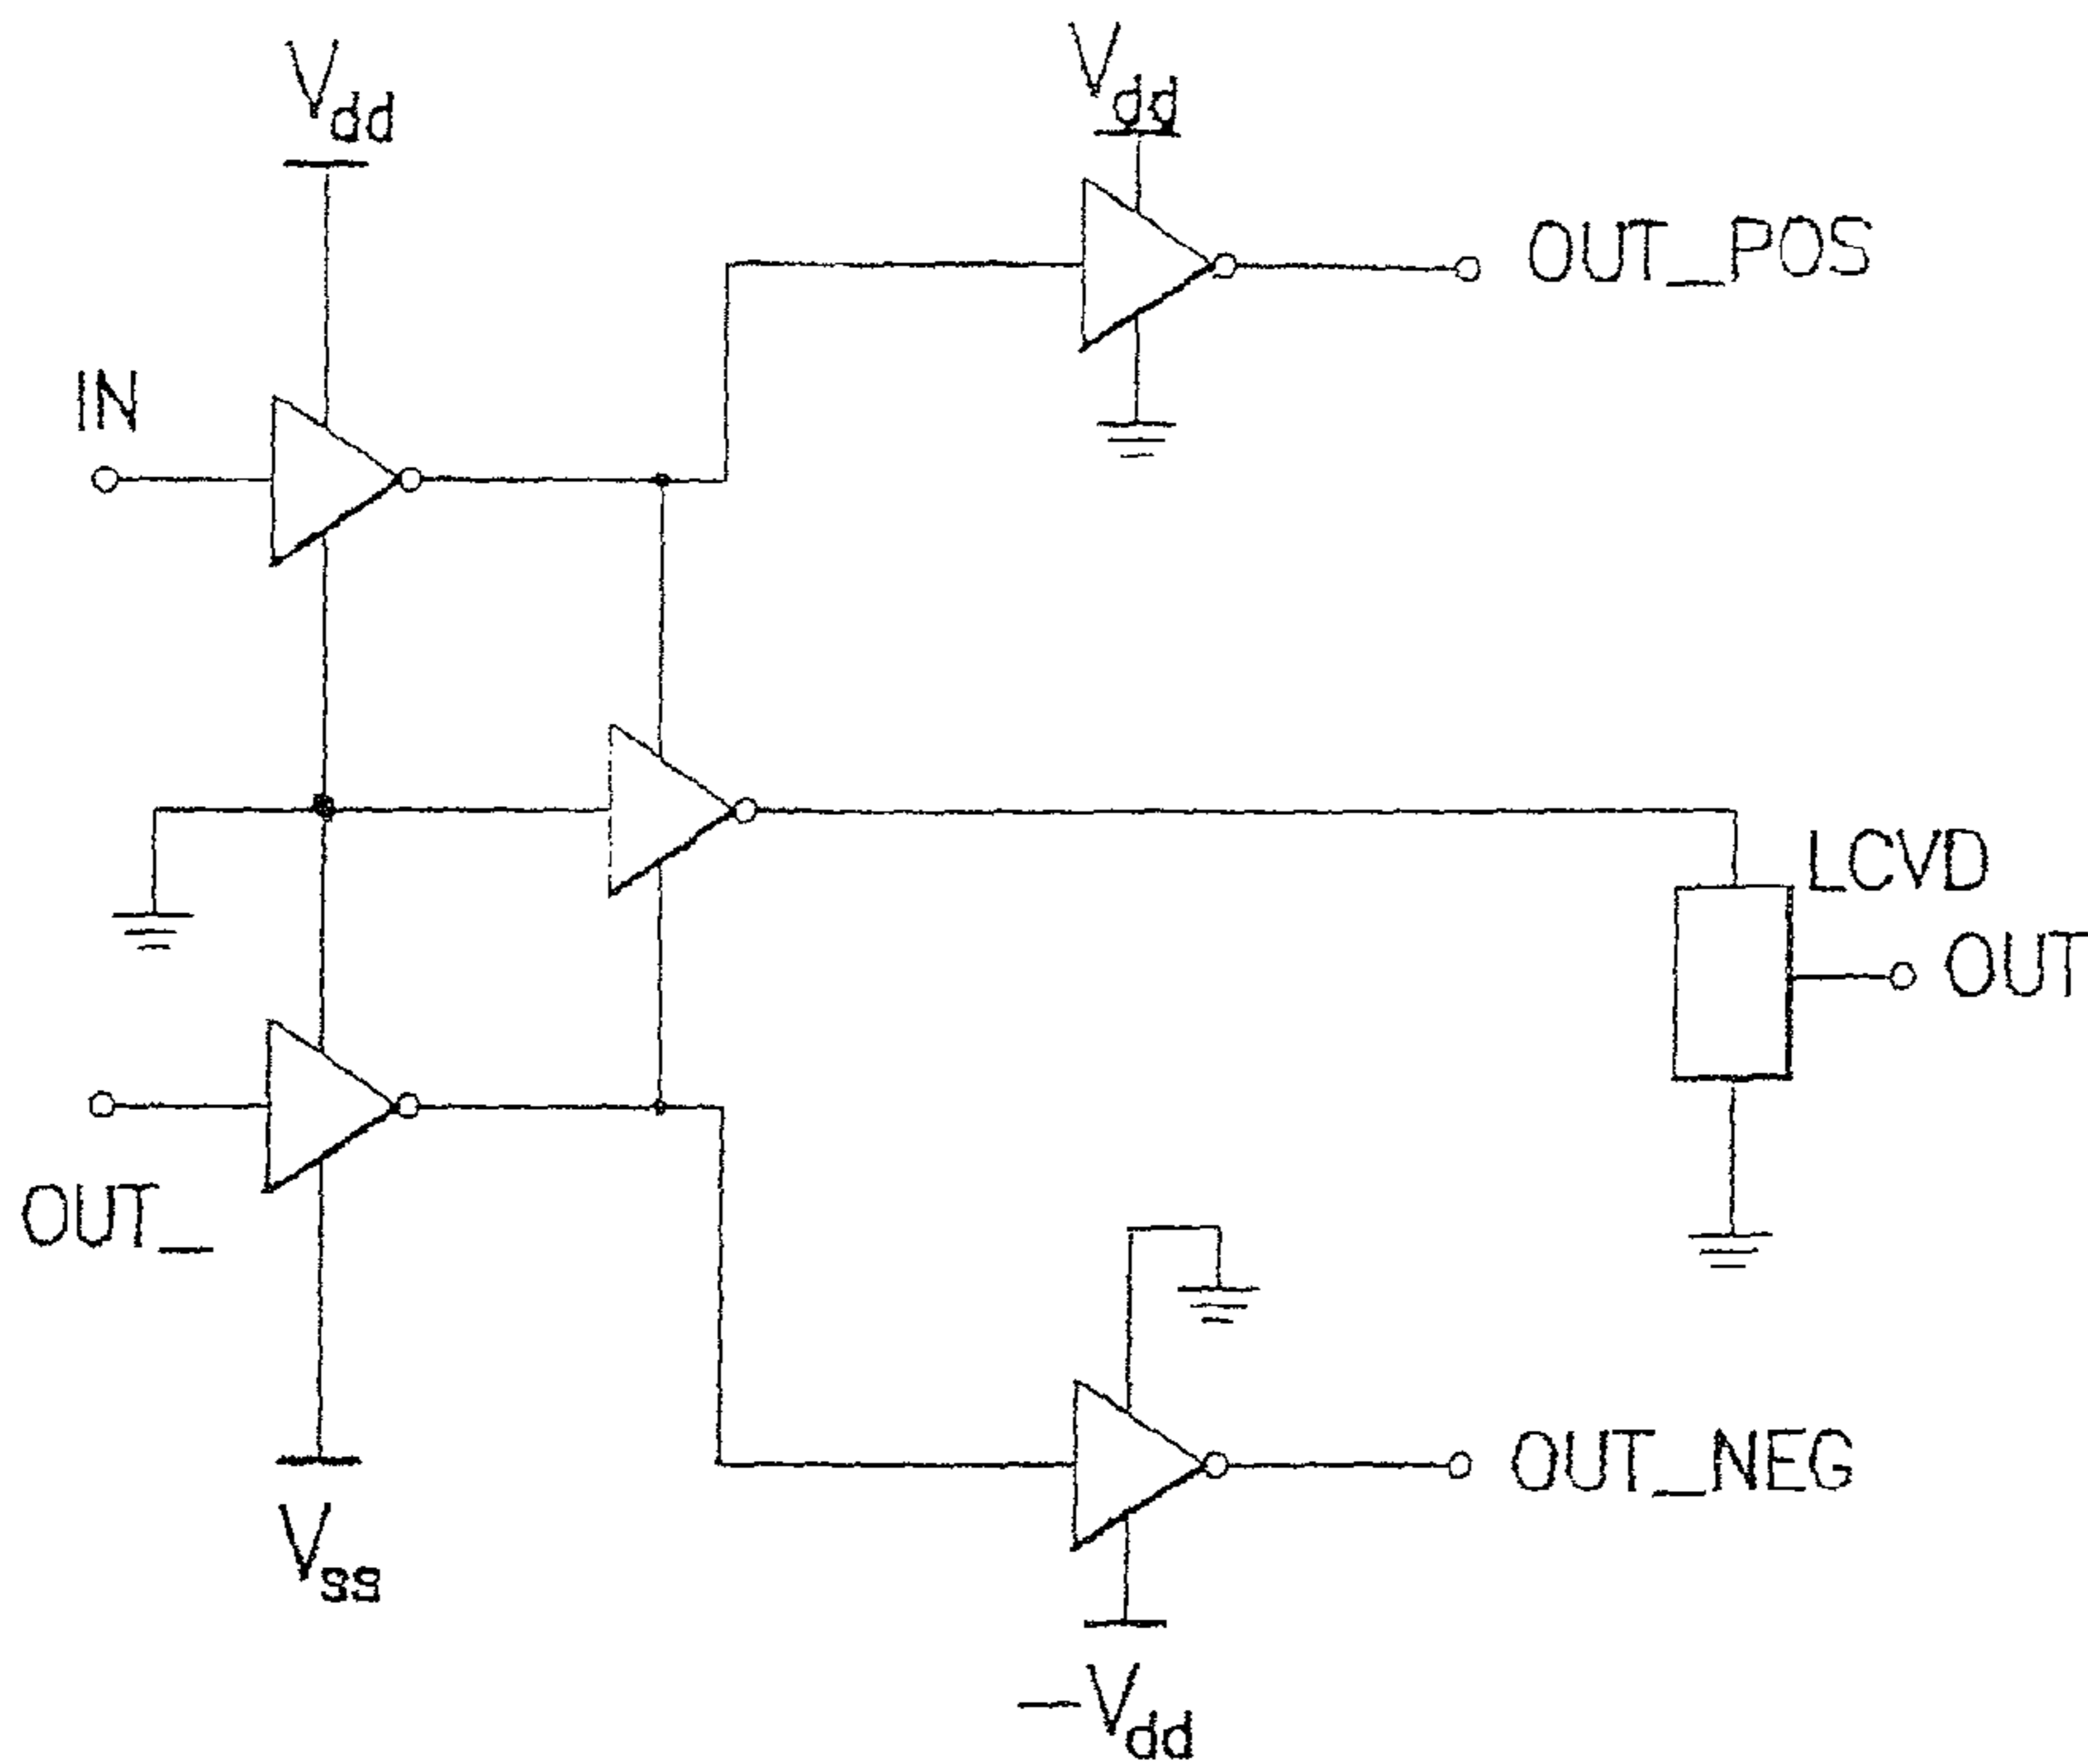 Vdd
Vdd
OUT_POS
IN
LCVD
OUT
OUT_
OUT_NEG
Vss
-Vdd